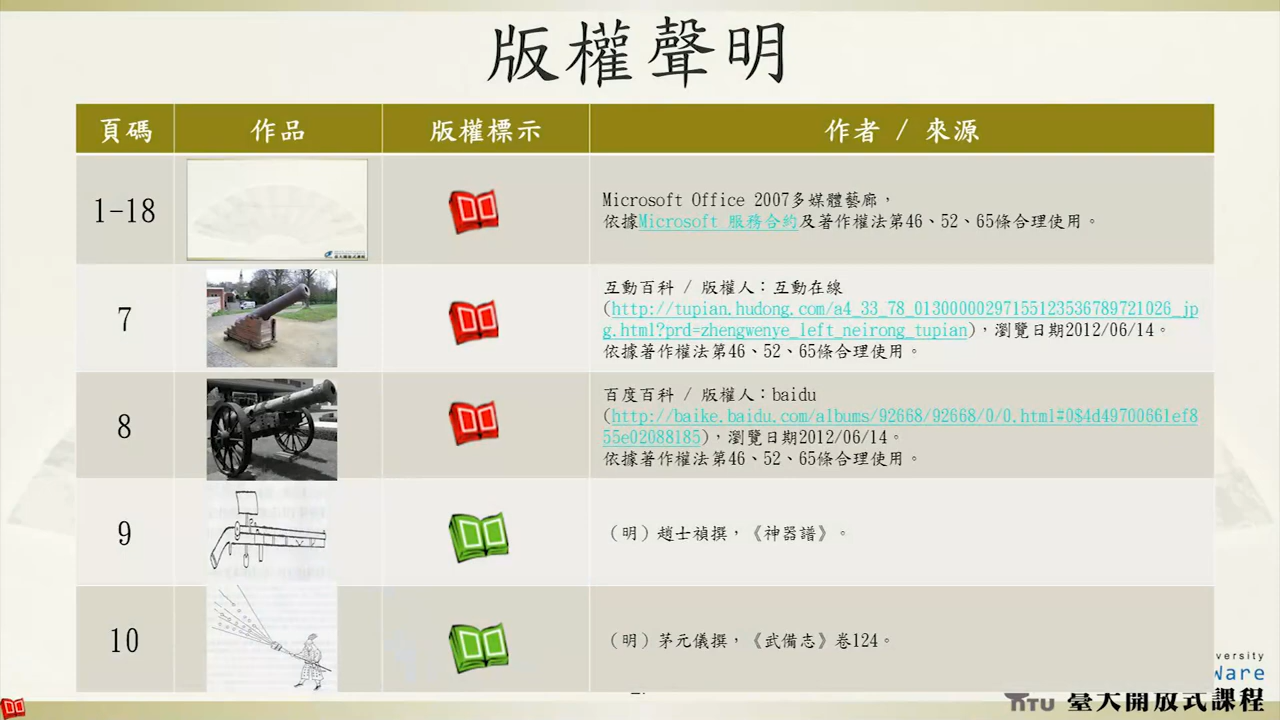 版權聲明
頁碼 作品 版權標示 作者 / 來源
1-18
Microsoft Office 2007多媒體藝廊，
依據Microsoft 服務合約及著作權法第46、52、65條合理使用。
7
互動百科 / 版權人：互動在線
(http://tupian.hudong.com/a4_33_78_01300000297155123536789721026_jp
g.html?prd=zhengwenye_left_neirong_tupian)，瀏覽日期2012/06/14。
依據著作權法第46、52、65條合理使用。
8
百度百科 / 版權人：baidu
(http://baike.baidu.com/albums/92668/92668/0/0.html#0$4d49700661ef8
55e02088185)，瀏覽日期2012/06/14。
依據著作權法第46、52、65條合理使用。
9
（明）趙士禎撰，《神器譜》。
10
（明）茅元儀撰，《武備志》卷124。
versity
Ware
NTU 臺大開放式課程